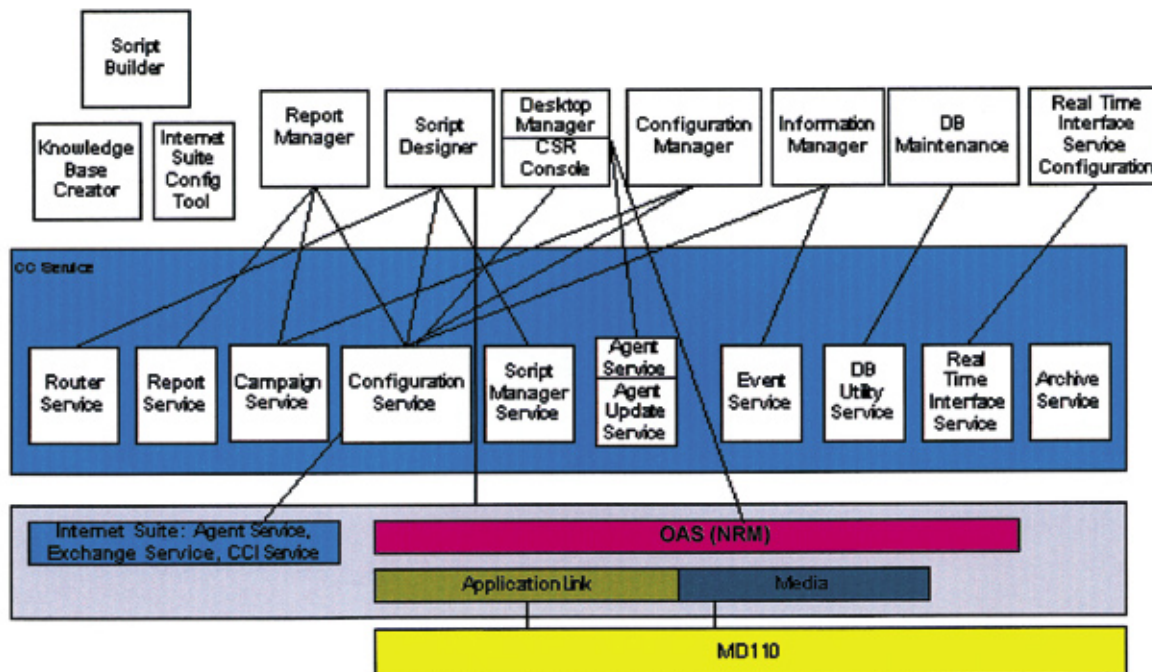 Script
Builder
Knowledge
Base
Creator
Internet
Suite
Config
Tool
Report
Manager
Script
Designer
Desktop
Manager
CSR
Console
Configuration
Manager
Information
Manager
DB
Maintenance
Real Time
Interface
Service
Configuration
CC Service
Router
Service
Report
Service
Campaign
Service
Configuration
Service
Script
Manager
Service
Agent
Service
Agent
Update
Service
Event
Service
DB
Utility
Service
Real
Time
Interface
Service
Archive
Service
Internet Suite: Agent Service,
Exchange Service, CCI Service
OAS (NRM)
Application Link
Media
MD110